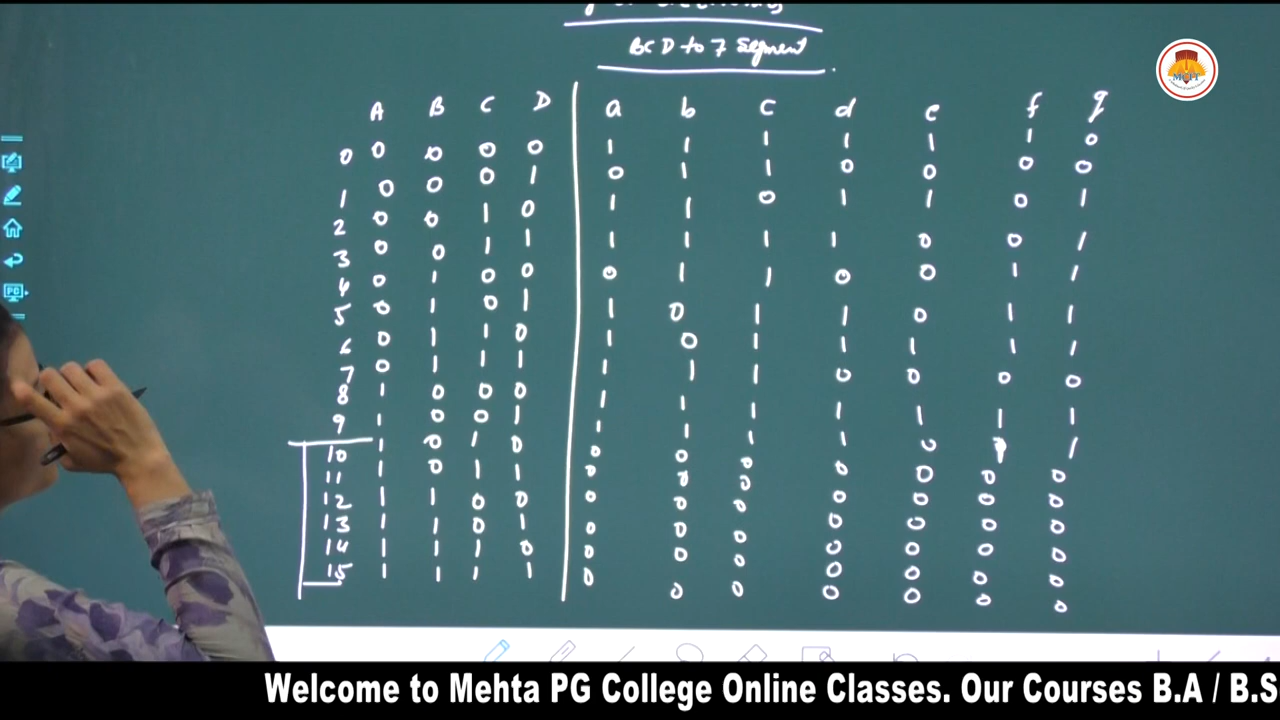 BCD to 7 Segment
A B C D a b c d e f g
0 0 0 0 0 1 1 1 1 1 1 0
1 0 0 0 1 0 1 1 0 0 0 0
2 0 0 1 0 1 1 0 1 1 0 1
3 0 0 1 1 1 1 1 1 0 0 1
4 0 1 0 0 0 1 1 0 0 1 1
5 0 1 0 1 1 0 1 1 0 1 1
6 0 1 1 0 1 0 1 1 1 1 1
7 0 1 1 1 1 1 1 0 0 0 0
8 1 0 0 0 1 1 1 1 1 1 1
9 1 0 0 1 1 1 1 1 0 1 1
10 1 0 1 0 0 0 0 0 0 0 0
11 1 0 1 1 0 0 0 0 0 0 0
12 1 1 0 0 0 0 0 0 0 0 0
13 1 1 0 1 0 0 0 0 0 0 0
14 1 1 1 0 0 0 0 0 0 0 0
15 1 1 1 1 0 0 0 0 0 0 0
PC
Welcome to Mehta PG College Online Classes. Our Courses B.A / B.S